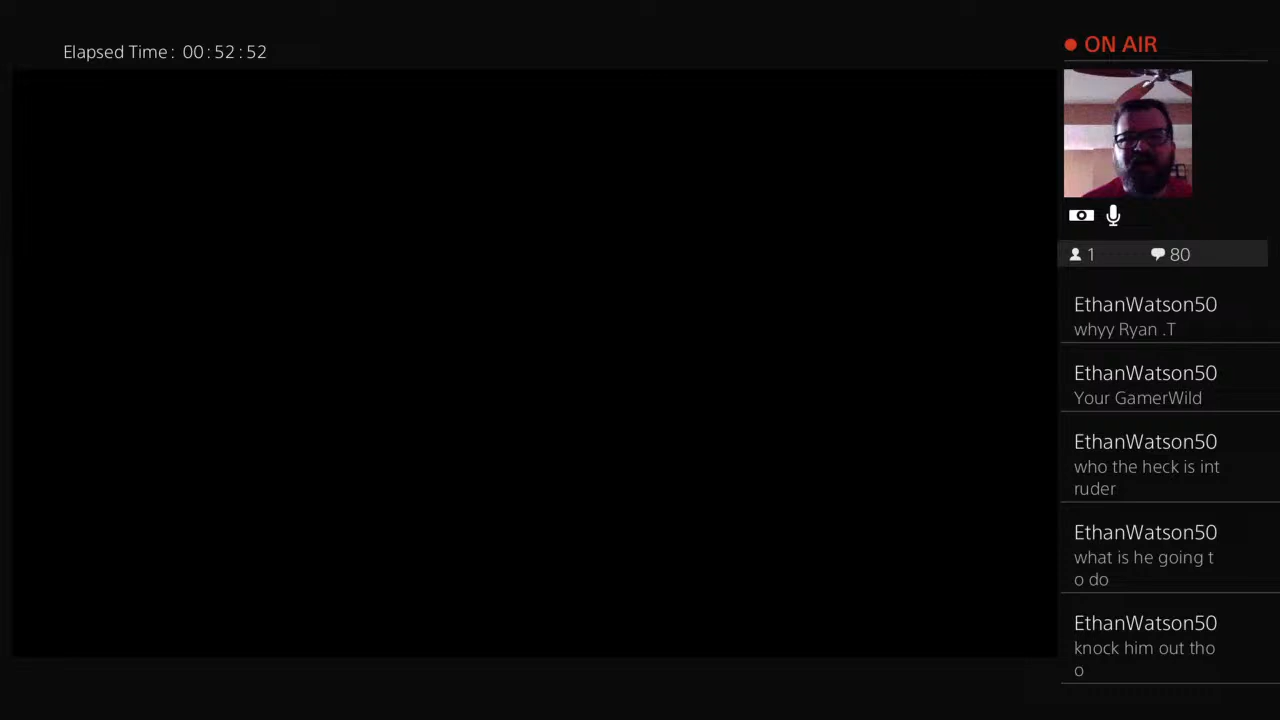 Elapsed Time: 00:52:52
ON AIR
1 80
EthanWatson50
whyy Ryan .T
EthanWatson50
Your GamerWild
EthanWatson50
who the heck is int
ruder
EthanWatson50
what is he going t
o do
EthanWatson50
knock him out tho
o